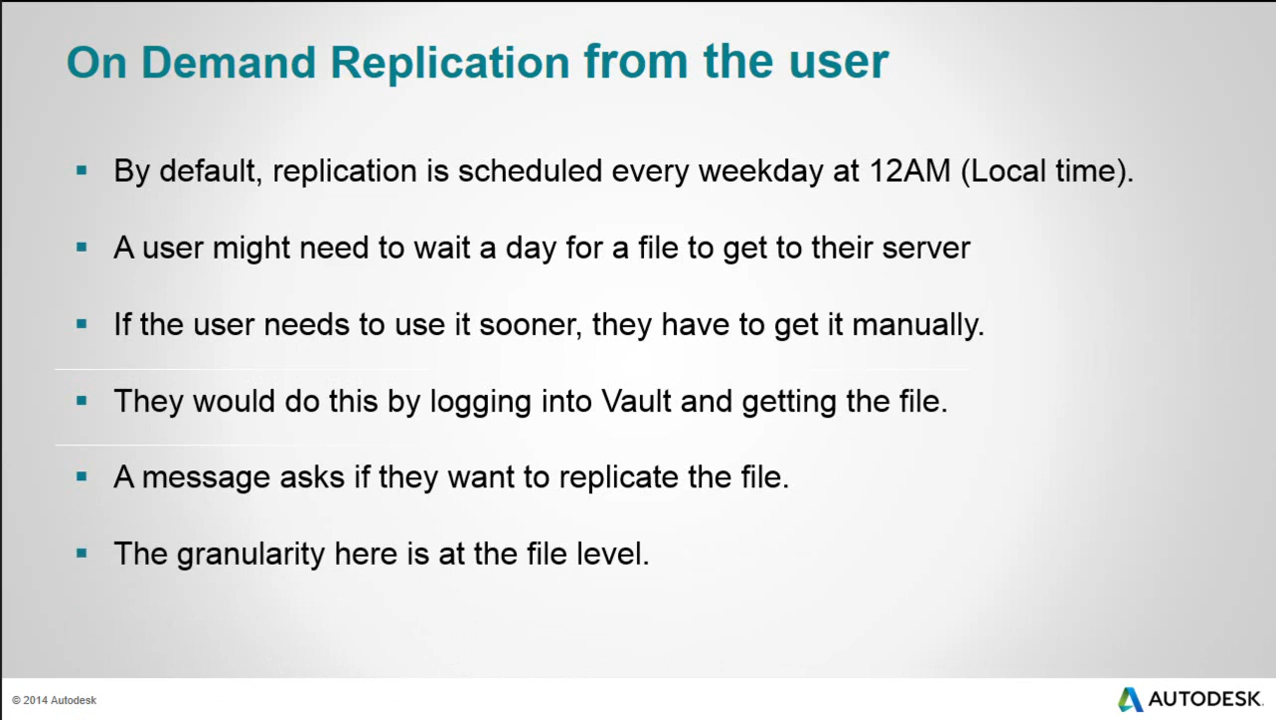 On Demand Replication from the user
▪ By default, replication is scheduled every weekday at 12AM (Local time).
▪ A user might need to wait a day for a file to get to their server
▪ If the user needs to use it sooner, they have to get it manually.
▪ They would do this by logging into Vault and getting the file.
▪ A message asks if they want to replicate the file.
▪ The granularity here is at the file level.
© 2014 Autodesk
AUTODESK.